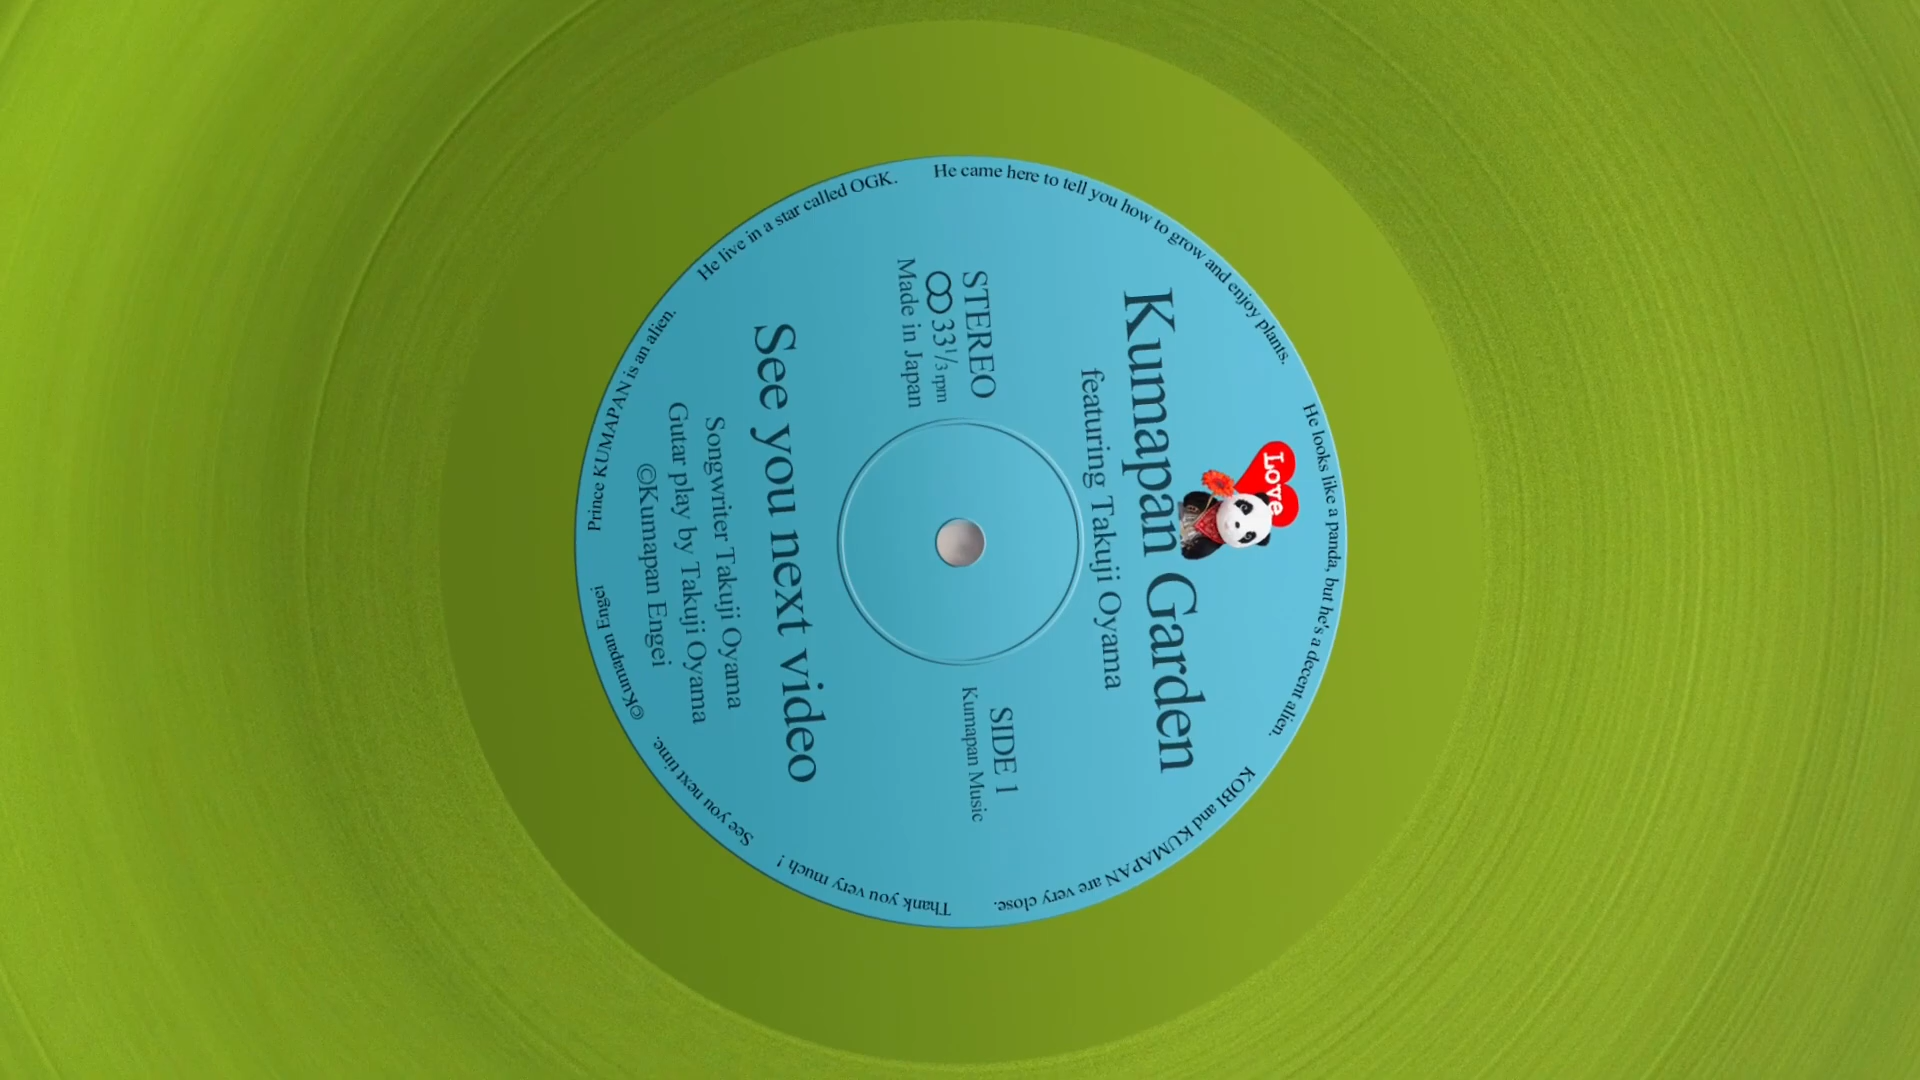 Love
Kumapan Garden
featuring Takuji Oyama
STEREO
33 1/3 rpm
Made in Japan
SIDE 1
Kumapan Music
See you next video
Songwriter Takuji Oyama
Gutar play by Takuji Oyama
©Kumapan Engei
Prince KUMAPAN is an alien.
He live in a star called OGK.
He came here to tell you how to grow and enjoy plants.
He looks like a panda, but he's a decent alien.
KOBI and KUMAPAN are very close.
Thank you very much !
See you next time.
©Kumapan Engei